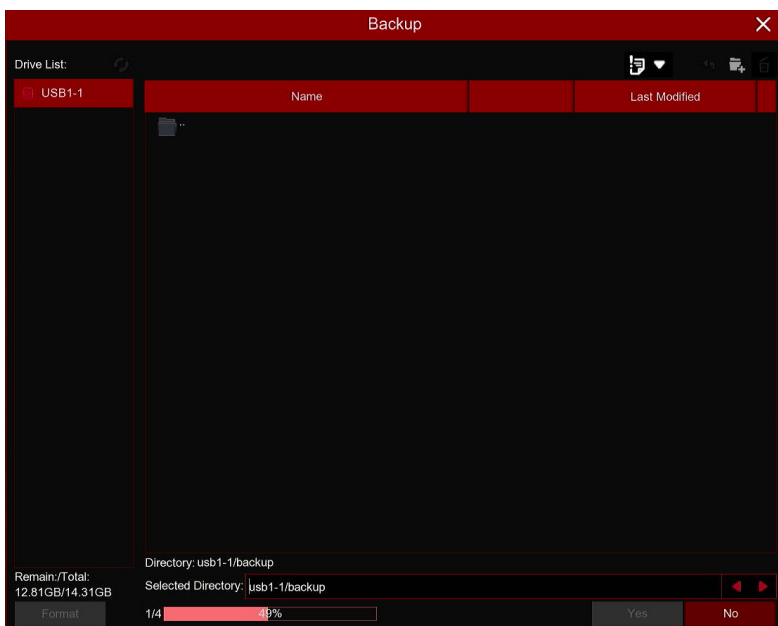 Backup
Drive List:
USB1-1
Name
Last Modified
..
Directory: usb1-1/backup
Remain:/Total:
12.81GB/14.31GB
Selected Directory: usb1-1/backup
Format
1/4
49%
Yes
No